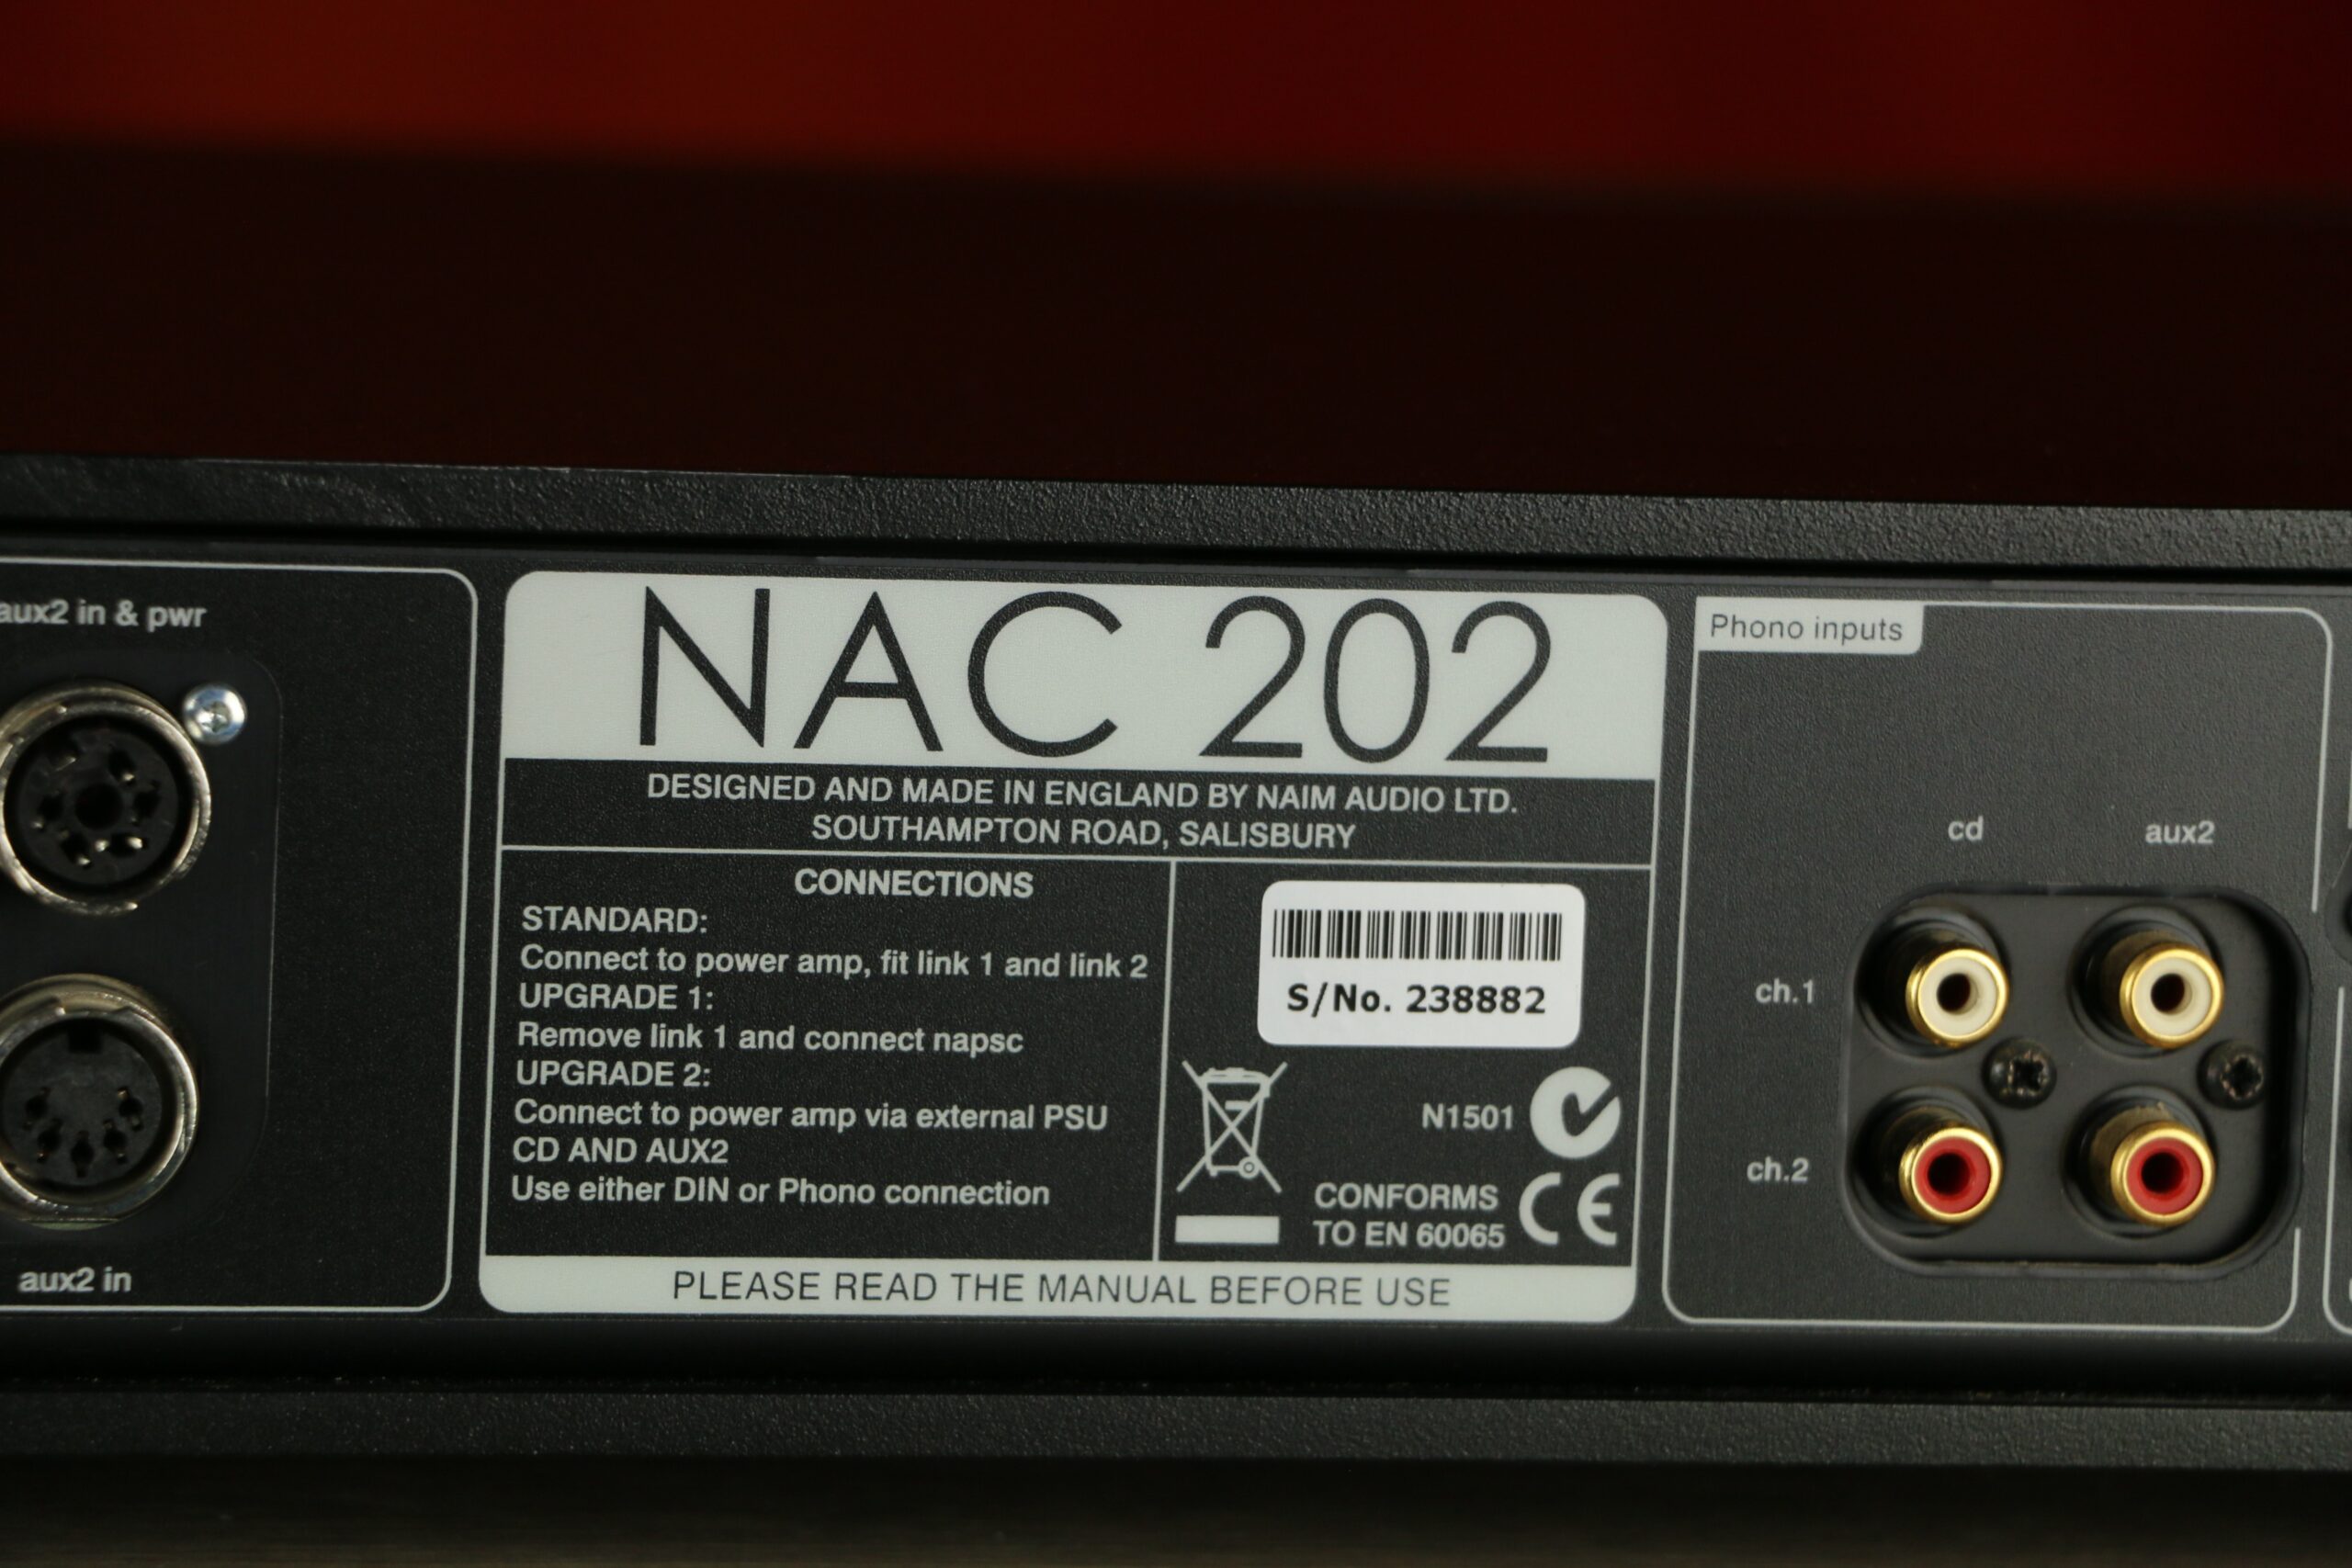 aux2 in & pwr
aux2 in
NAC 202
DESIGNED AND MADE IN ENGLAND BY NAIM AUDIO LTD.
SOUTHAMPTON ROAD, SALISBURY
CONNECTIONS
STANDARD:
Connect to power amp, fit link 1 and link 2
UPGRADE 1:
Remove link 1 and connect napsc
UPGRADE 2:
Connect to power amp via external PSU
CD AND AUX2
Use either DIN or Phono connection
S/No. 238882
N1501
CONFORMS
TO EN 60065
CE
PLEASE READ THE MANUAL BEFORE USE
Phono inputs
cd aux2
ch.1
ch.2